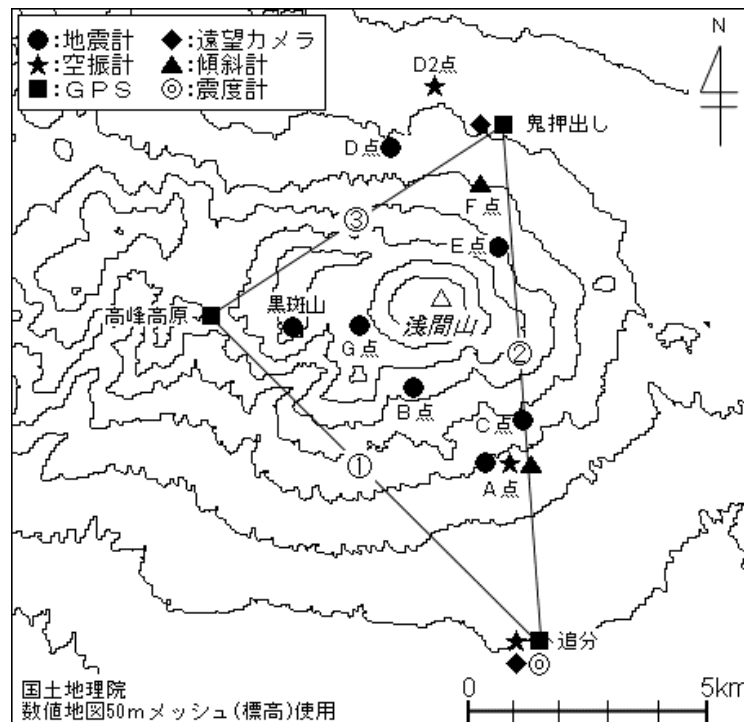 ●:地震計 ◆:遠望カメラ
★:空振計 ▲:傾斜計
■:ＧＰＳ ◎:震度計
N
D2点
鬼押出し
D点
F点
③
E点
黒斑山
高峰高原
浅間山
G点
②
B点
C点
①
A点
追分
国土地理院
数値地図50ｍメッシュ(標高)使用
0 5km